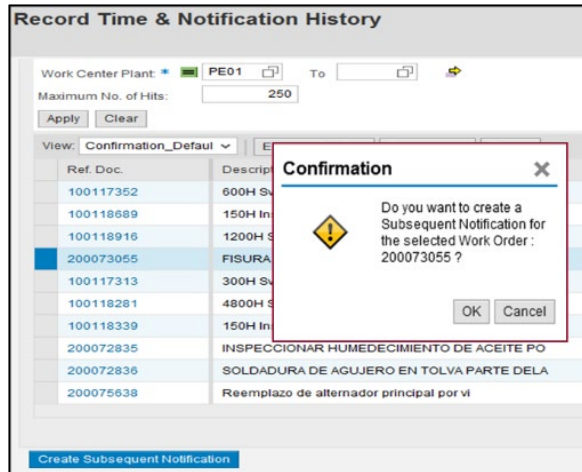 Record Time & Notification History
Work Center Plant: * PE01 To
Maximum No. of Hits: 250
Apply Clear
View: Confirmation_Defaul
Ref. Doc. Descript
100117352 600H
100118689 150H In
100118916 1200H S
200073055 FISURA
100117313 300H
100118281 4800H S
100118339 150H In
200072835 INSPECCIONAR HUMEDECIMIENTO DE ACEITE PO
200072836 SOLDADURA DE AGUJERO EN TOLVA PARTE DELA
200075638 Reemplazo de alternador principal por vi
Confirmation
Do you want to create a
Subsequent Notification for
the selected Work Order :
200073055 ?
OK Cancel
Create Subsequent Notification